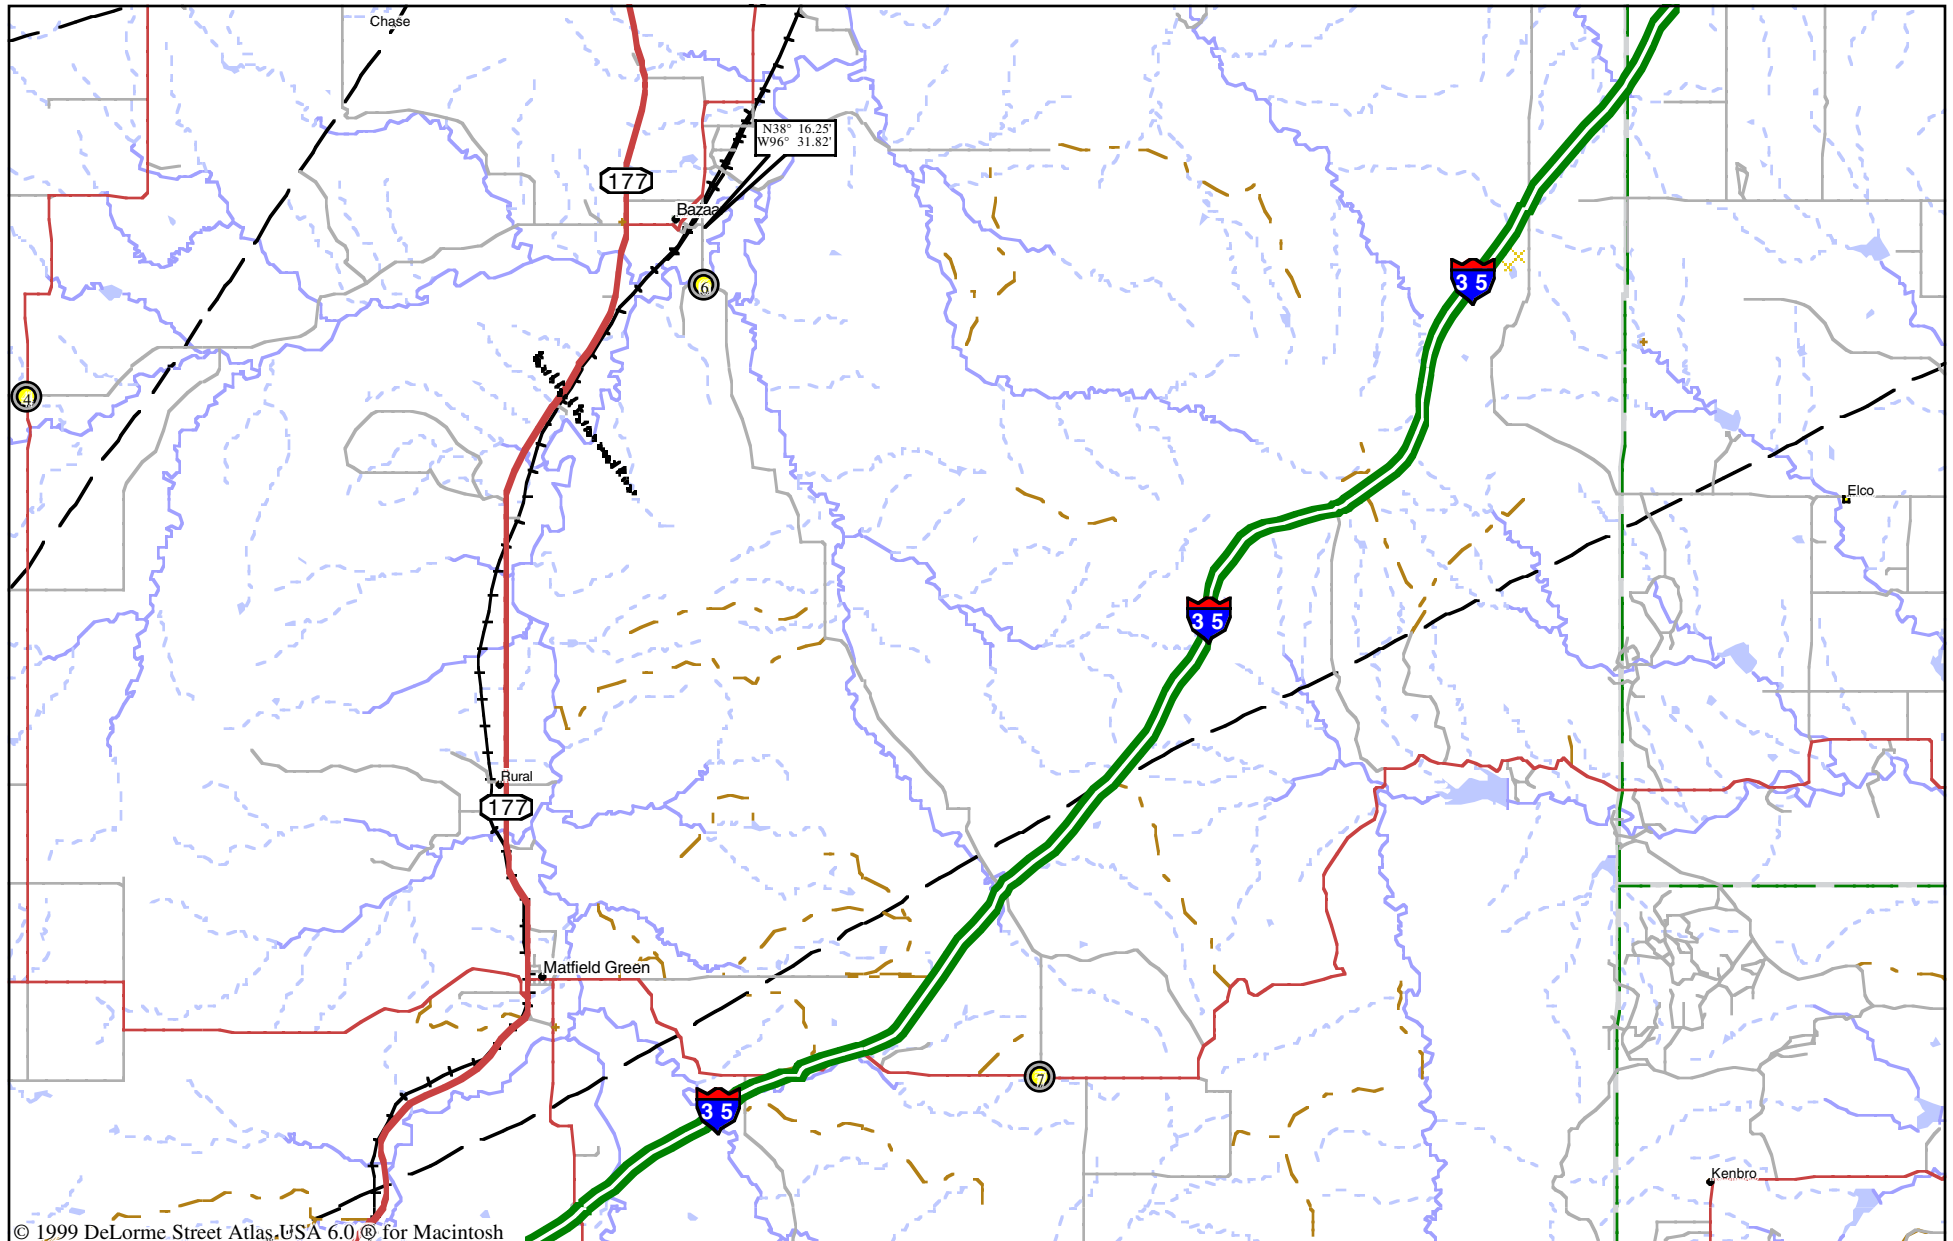 Chase
N38° 16.25'
W96° 31.82'
177
Bazaa
6
35
4
Elco
35
Rural
177
Matfield Green
7
35
Kenbro
© 1999 DeLorme Street Atlas USA 6.0 ® for Macintosh